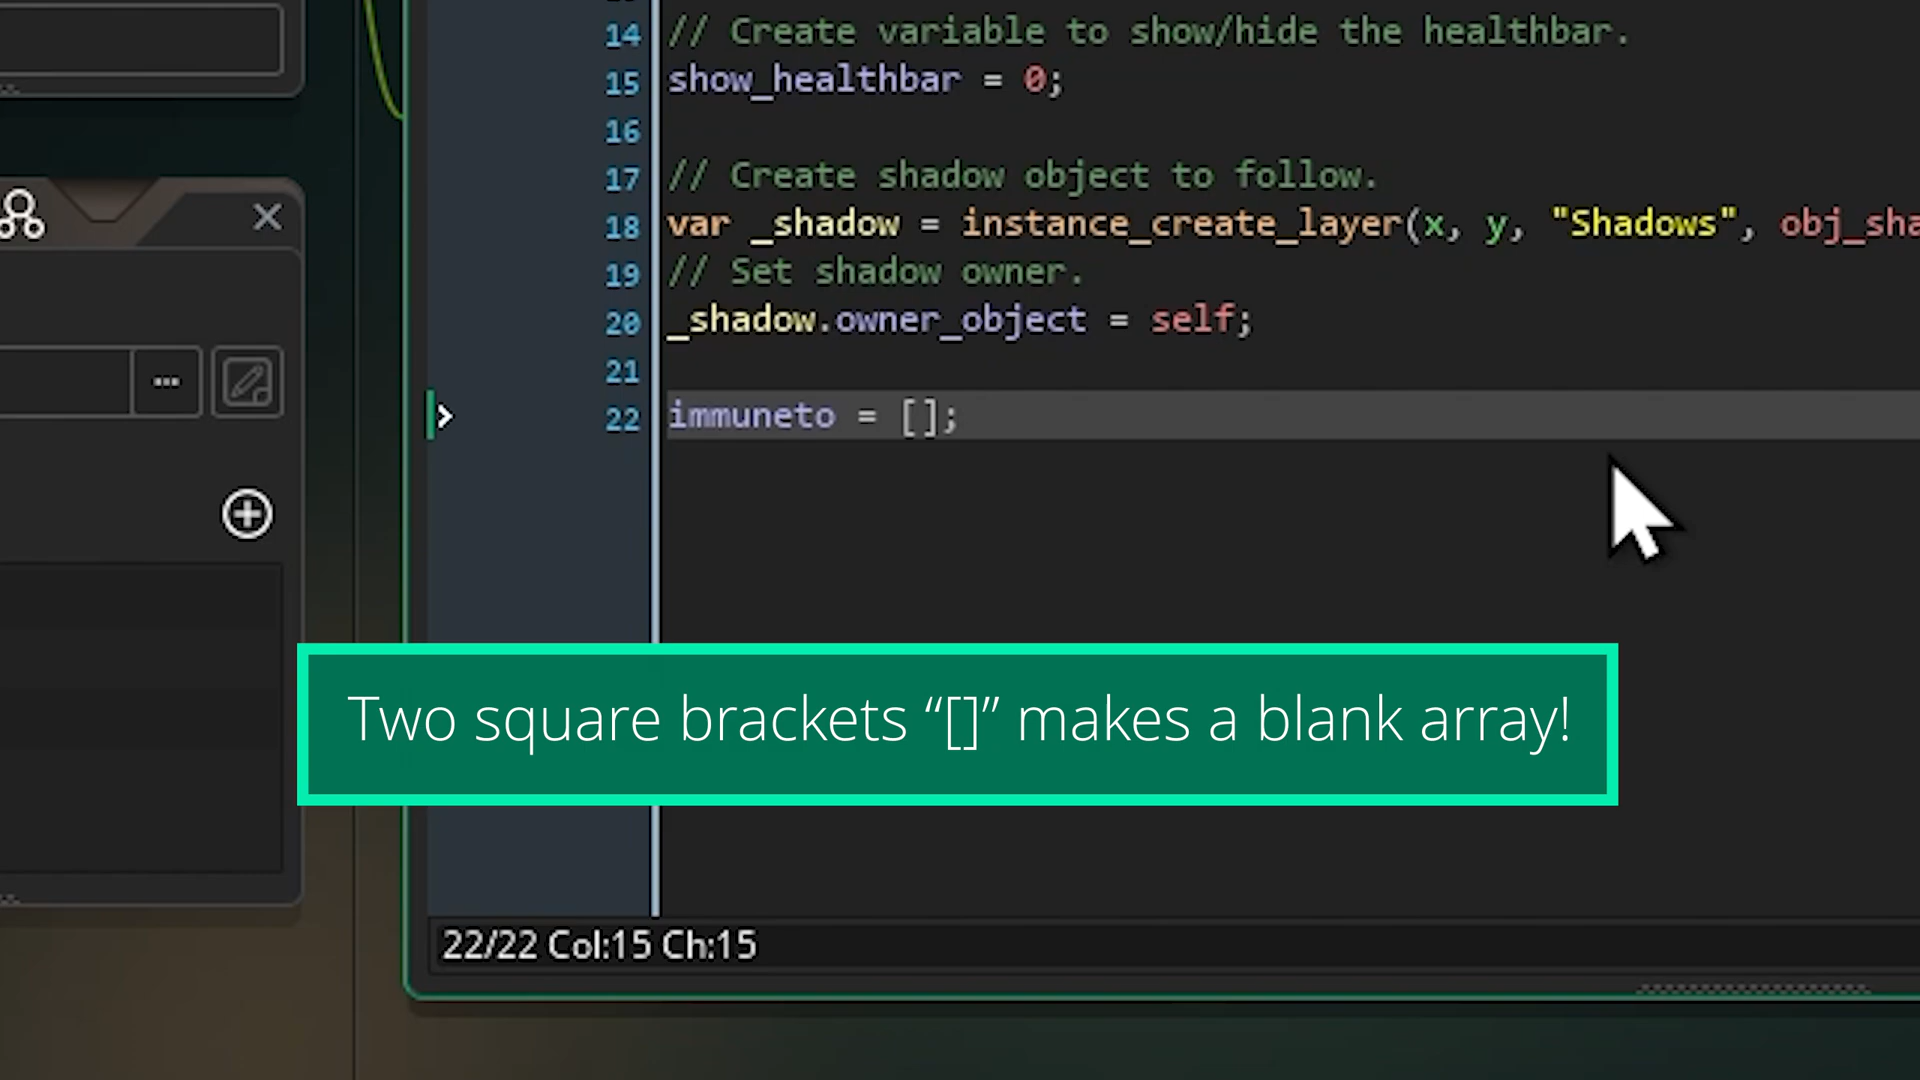 14 // Create variable to show/hide the healthbar.
15 show_healthbar = 0;
16
17 // Create shadow object to follow.
18 var _shadow = instance_create_layer(x, y, "Shadows", obj_sha
19 // Set shadow owner.
20 _shadow.owner_object = self;
21
22 immuneto = [];
Two square brackets “[]” makes a blank array!
22/22 Col:15 Ch:15